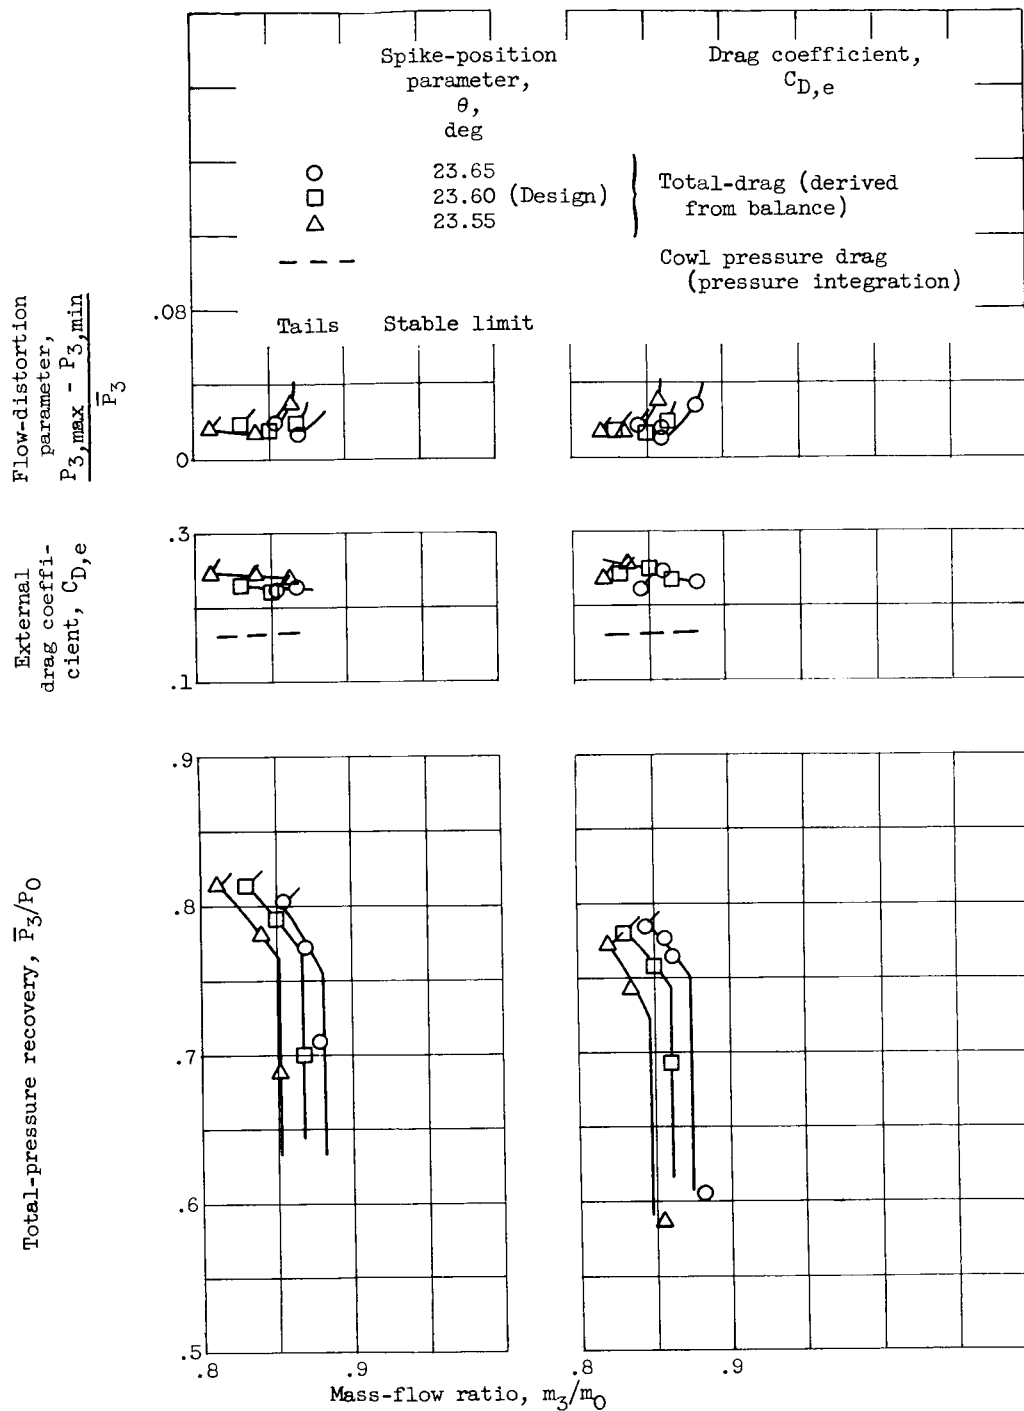 Spike-position
parameter,
θ,
deg
Drag coefficient,
C_D,e
23.65
23.60 (Design)
23.55
Total-drag (derived
from balance)
Cowl pressure drag
(pressure integration)
Tails Stable limit
Flow-distortion
parameter,
P_3,max - P_3,min
P̅_3
.08
0
External
drag coeffi-
cient, C_D,e
.3
.1
Total-pressure recovery, P̅_3/P_0
.9
.8
.7
.6
.5
.8 .9 .8 .9
Mass-flow ratio, m_3/m_0